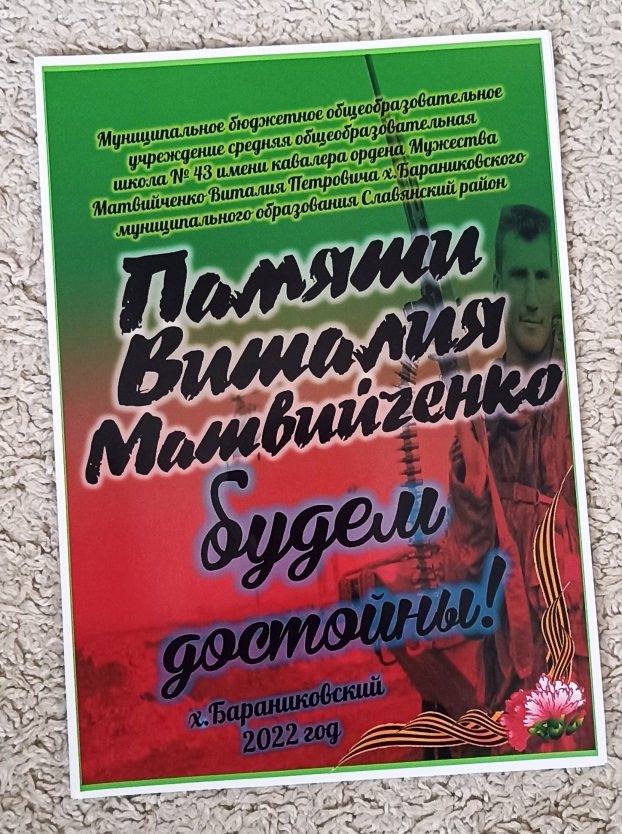 Муниципальное бюджетное общеобразовательное
учреждение средняя общеобразовательная
школа № 43 имени кавалера ордена Мужества
Матвийченко Виталия Петровича х.Бараниковского
муниципального образования Славянский район
Памяти
Виталия
Матвийченко
будем
достойны!
х.Бараниковский
2022 год